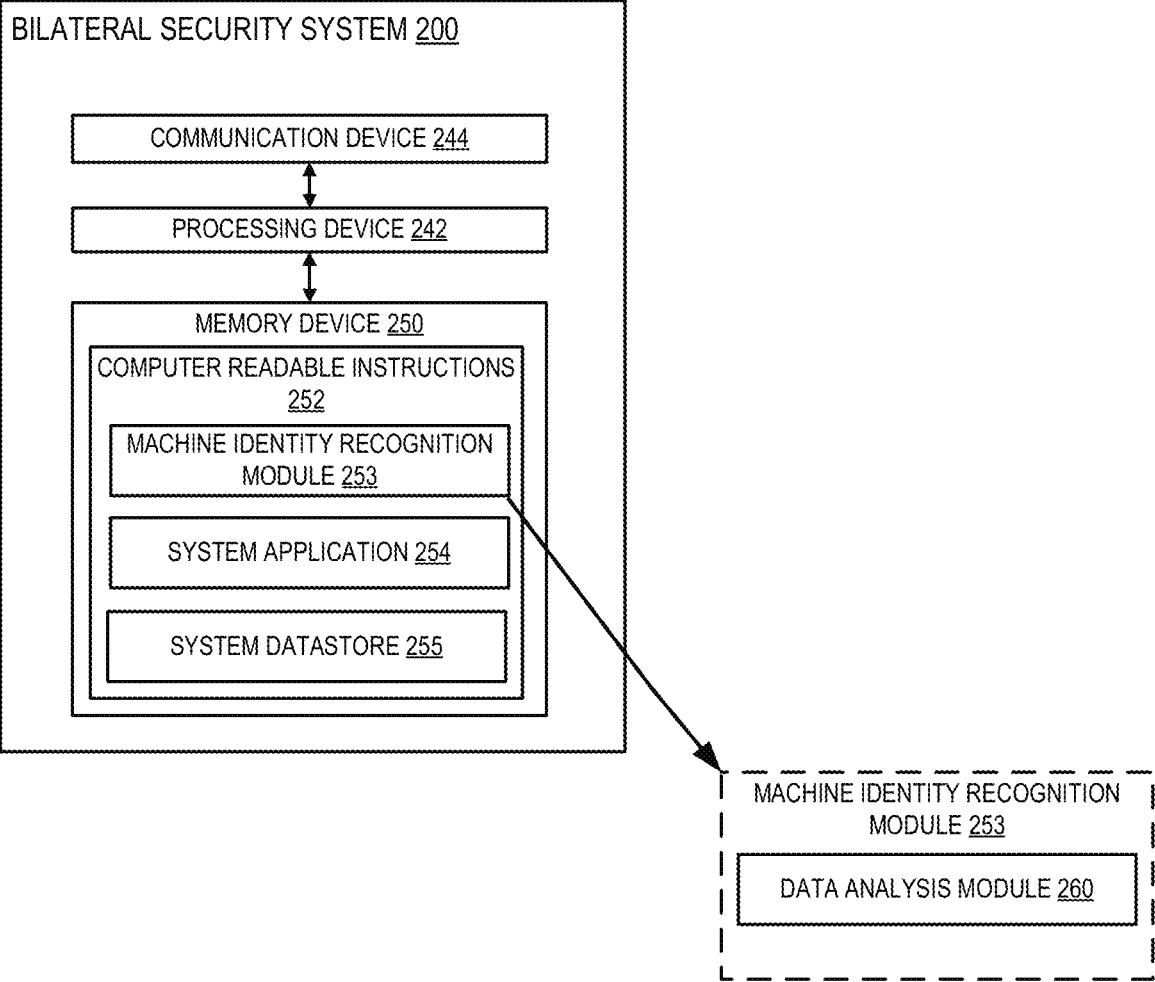 BILATERAL SECURITY SYSTEM 200
COMMUNICATION DEVICE 244
PROCESSING DEVICE 242
MEMORY DEVICE 250
COMPUTER READABLE INSTRUCTIONS
252
MACHINE IDENTITY RECOGNITION
MODULE 253
SYSTEM APPLICATION 254
SYSTEM DATASTORE 255
MACHINE IDENTITY RECOGNITION
MODULE 253
DATA ANALYSIS MODULE 260